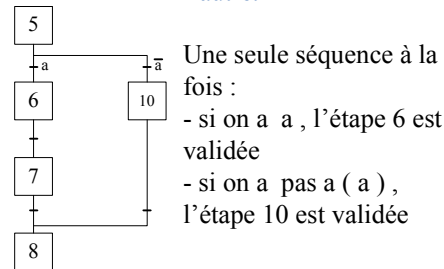 5
a
a̅
Une seule séquence à la
6
10
fois :
- si on a a , l'étape 6 est
validée
7
- si on a pas a ( a ) ,
l'étape 10 est validée
8